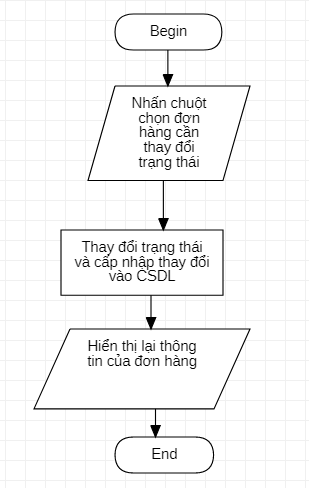 Begin
Nhấn chuột
chọn đơn
hàng cần
thay đổi
trạng thái
Thay đổi trạng thái
và cấp nhập thay đổi
vào CSDL
Hiển thị lại thông
tin của đơn hàng
End